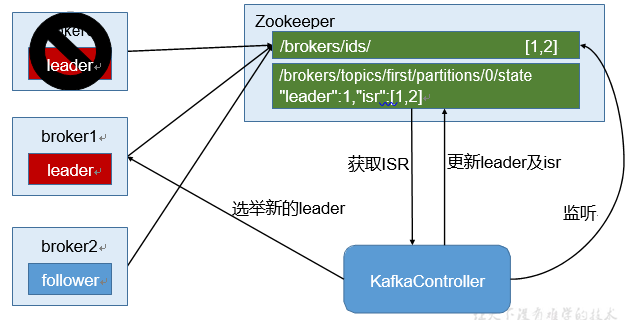 leader
broker1
leader
broker2
follower
Zookeeper
/brokers/ids/ [1,2]
/brokers/topics/first/partitions/0/state
"leader":1,"isr":[1,2]
获取ISR
更新leader及isr
选举新的leader
监听
KafkaController